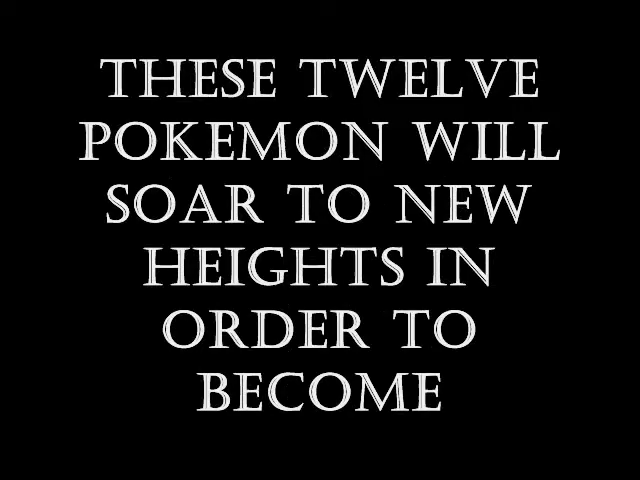 THESE TWELVE
POKEMON WILL
SOAR TO NEW
HEIGHTS IN
ORDER TO
BECOME